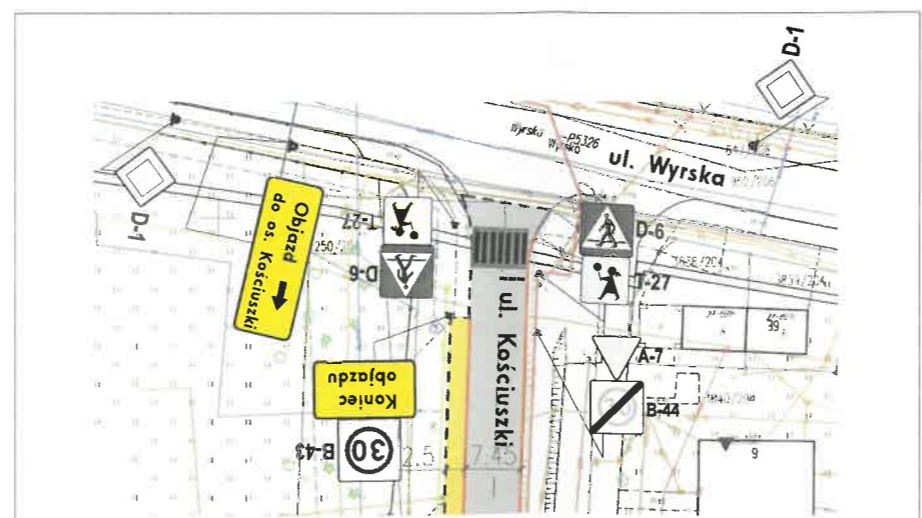 D-1
Wyrska
P5326
ul. Wyrska
D-1
Objazd
do os. Kościuszki
T-27
D-6
D-6
T-27
ul. Kościuszki
39
A-7
B-44
Koniec
objazdu
B-43
30
2.5
7.45
9